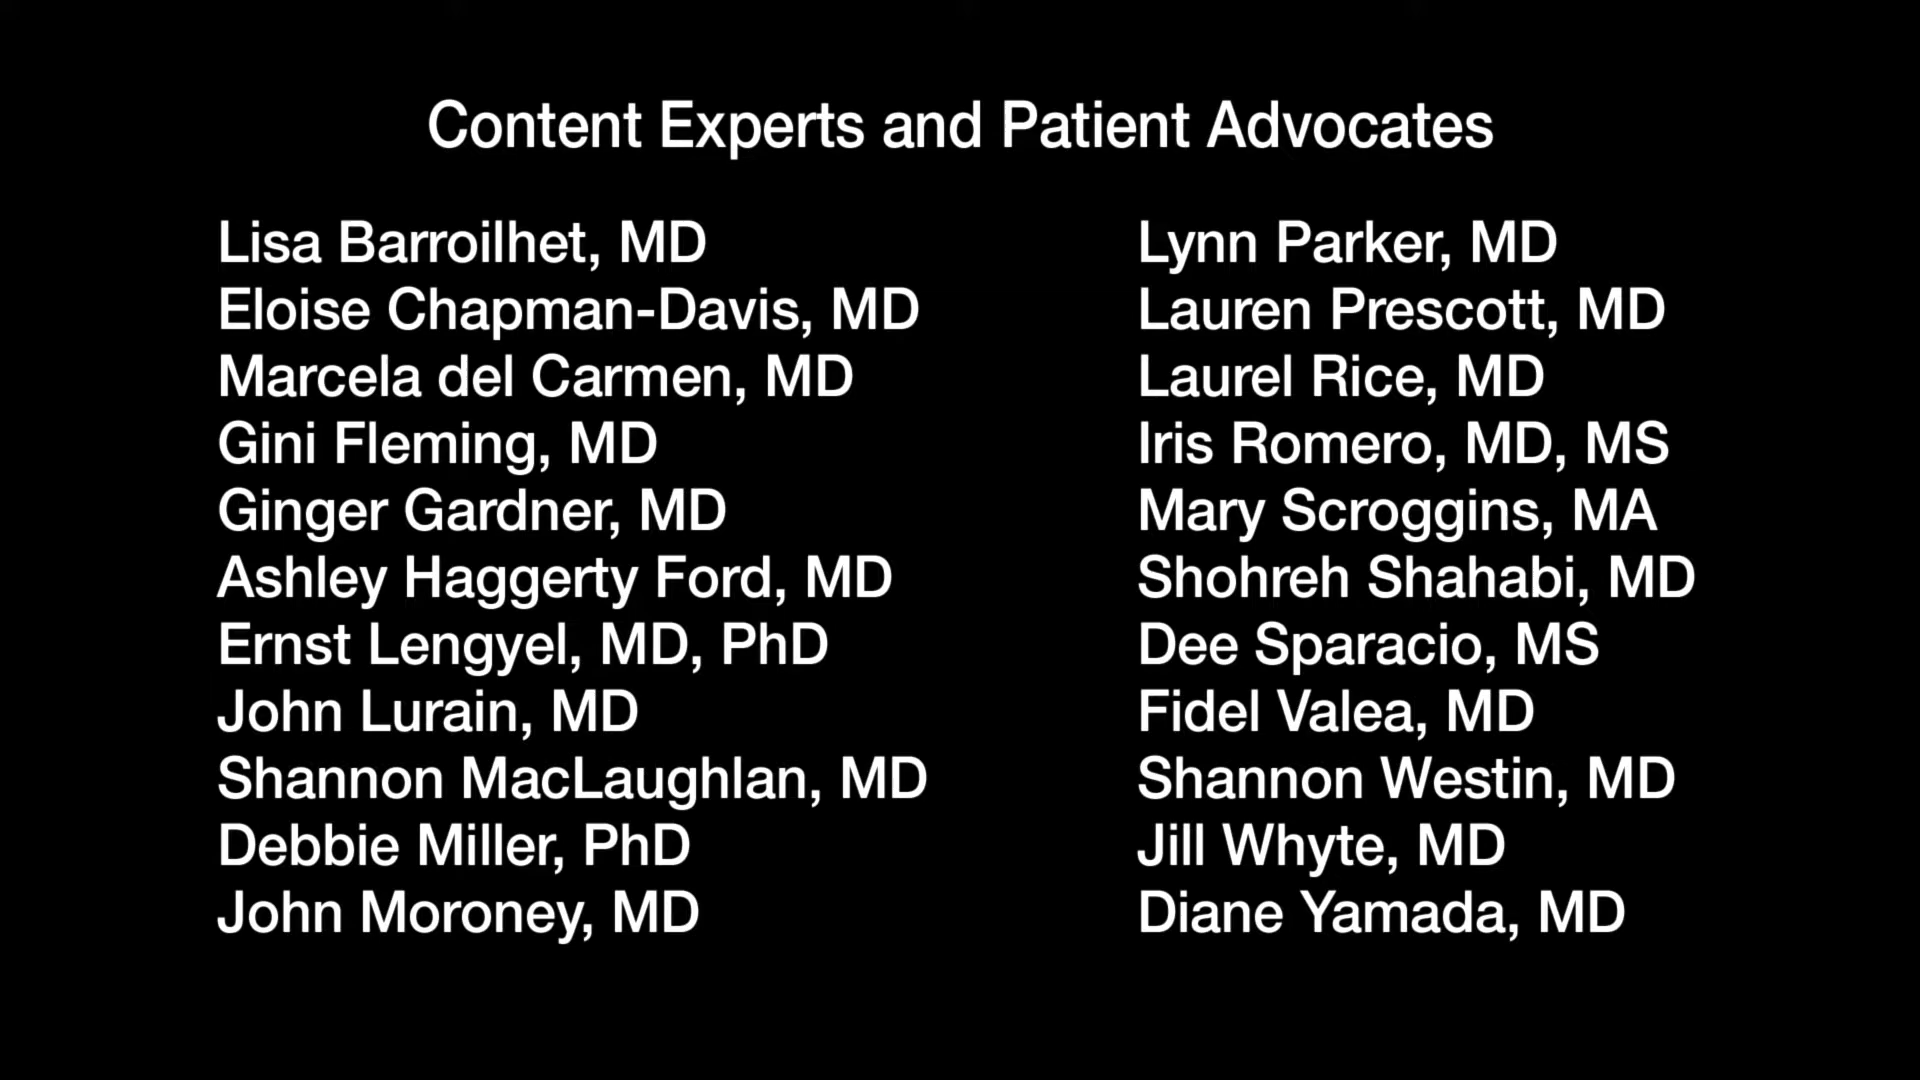 Content Experts and Patient Advocates
Lisa Barroilhet, MD
Eloise Chapman-Davis, MD
Marcela del Carmen, MD
Gini Fleming, MD
Ginger Gardner, MD
Ashley Haggerty Ford, MD
Ernst Lengyel, MD, PhD
John Lurain, MD
Shannon MacLaughlan, MD
Debbie Miller, PhD
John Moroney, MD
Lynn Parker, MD
Lauren Prescott, MD
Laurel Rice, MD
Iris Romero, MD, MS
Mary Scroggins, MA
Shohreh Shahabi, MD
Dee Sparacio, MS
Fidel Valea, MD
Shannon Westin, MD
Jill Whyte, MD
Diane Yamada, MD